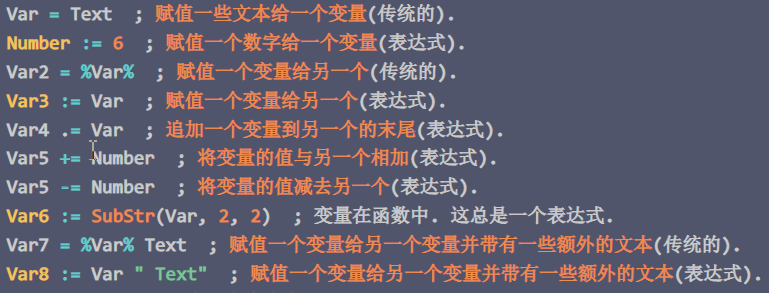 Var = Text  ; 赋值一些文本给一个变量(传统的).
Number := 6  ; 赋值一个数字给一个变量(表达式).
Var2 = %Var%  ; 赋值一个变量给另一个(传统的).
Var3 := Var  ; 赋值一个变量给另一个(表达式).
Var4 .= Var  ; 追加一个变量到另一个的末尾(表达式).
Var5 += Number  ; 将变量的值与另一个相加(表达式).
Var5 -= Number  ; 将变量的值减去另一个(表达式).
Var6 := SubStr(Var, 2, 2)  ; 变量在函数中. 这总是一个表达式.
Var7 = %Var% Text  ; 赋值一个变量给另一个变量并带有一些额外的文本(传统的).
Var8 := Var " Text"  ; 赋值一个变量给另一个变量并带有一些额外的文本(表达式).